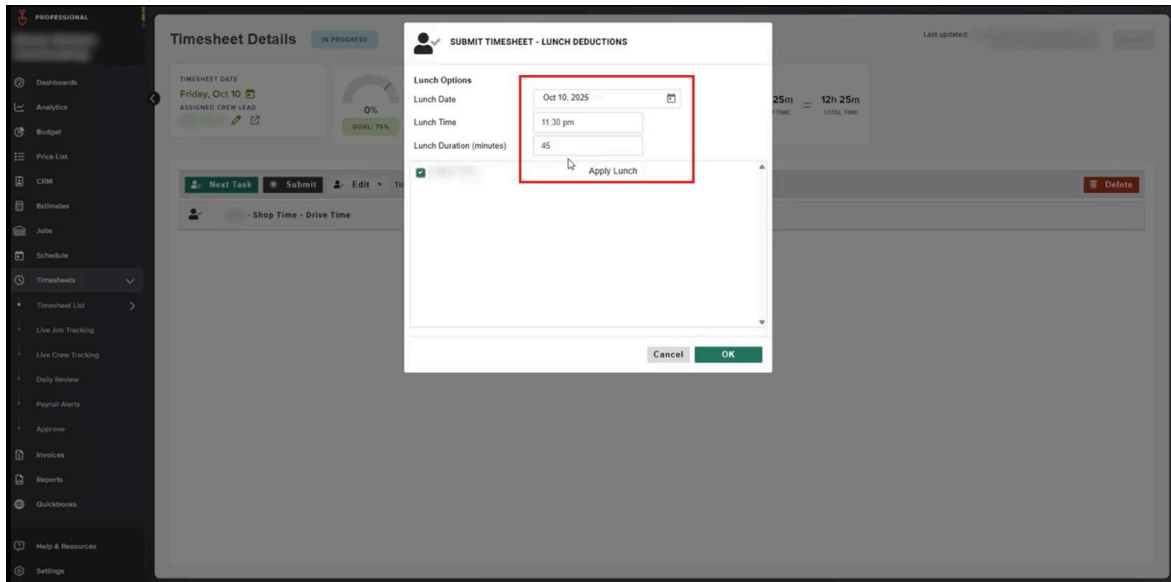 PROFESSIONAL
Dashboards
Analytics
Budget
Price List
CRM
Estimates
Jobs
Schedule
Timesheets
Timesheet List
Live Job Tracking
Live Crew Tracking
Daily Review
Payroll Alerts
Approve
Invoices
Reports
Quickbooks
Help & Resources
Settings
Timesheet Details IN PROGRESS
Last updated:
TIMESHEET DATE
Friday, Oct 10
ASSIGNED CREW LEAD
0%
GOAL: 75%
25m = 12h 25m
TIME TOTAL TIME
Next Task Submit Edit Delete
- Shop Time - Drive Time
SUBMIT TIMESHEET - LUNCH DEDUCTIONS
Lunch Options
Lunch Date Oct 10, 2025
Lunch Time 11:30 pm
Lunch Duration (minutes) 45
Apply Lunch
Cancel OK